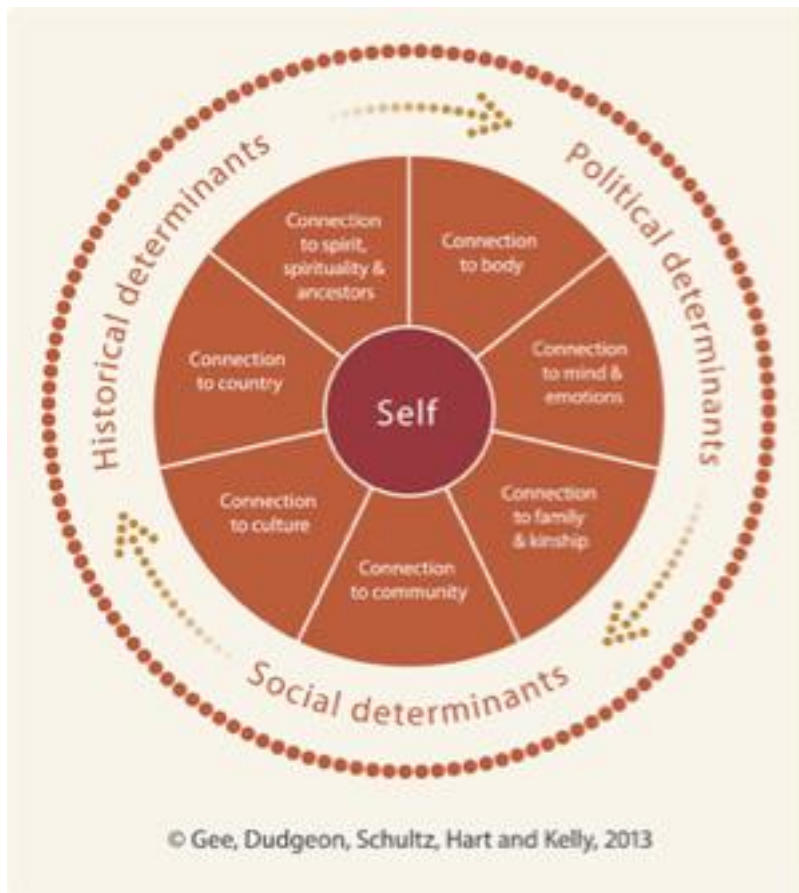 Historical determinants
Political determinants
Connection
to spirit,
spirituality &
ancestors
Connection
to body
Connection
to mind &
emotions
Connection
to country
Self
Connection
to culture
Connection
to family
& kinship
Connection
to community
Social determinants
© Gee, Dudgeon, Schultz, Hart and Kelly, 2013